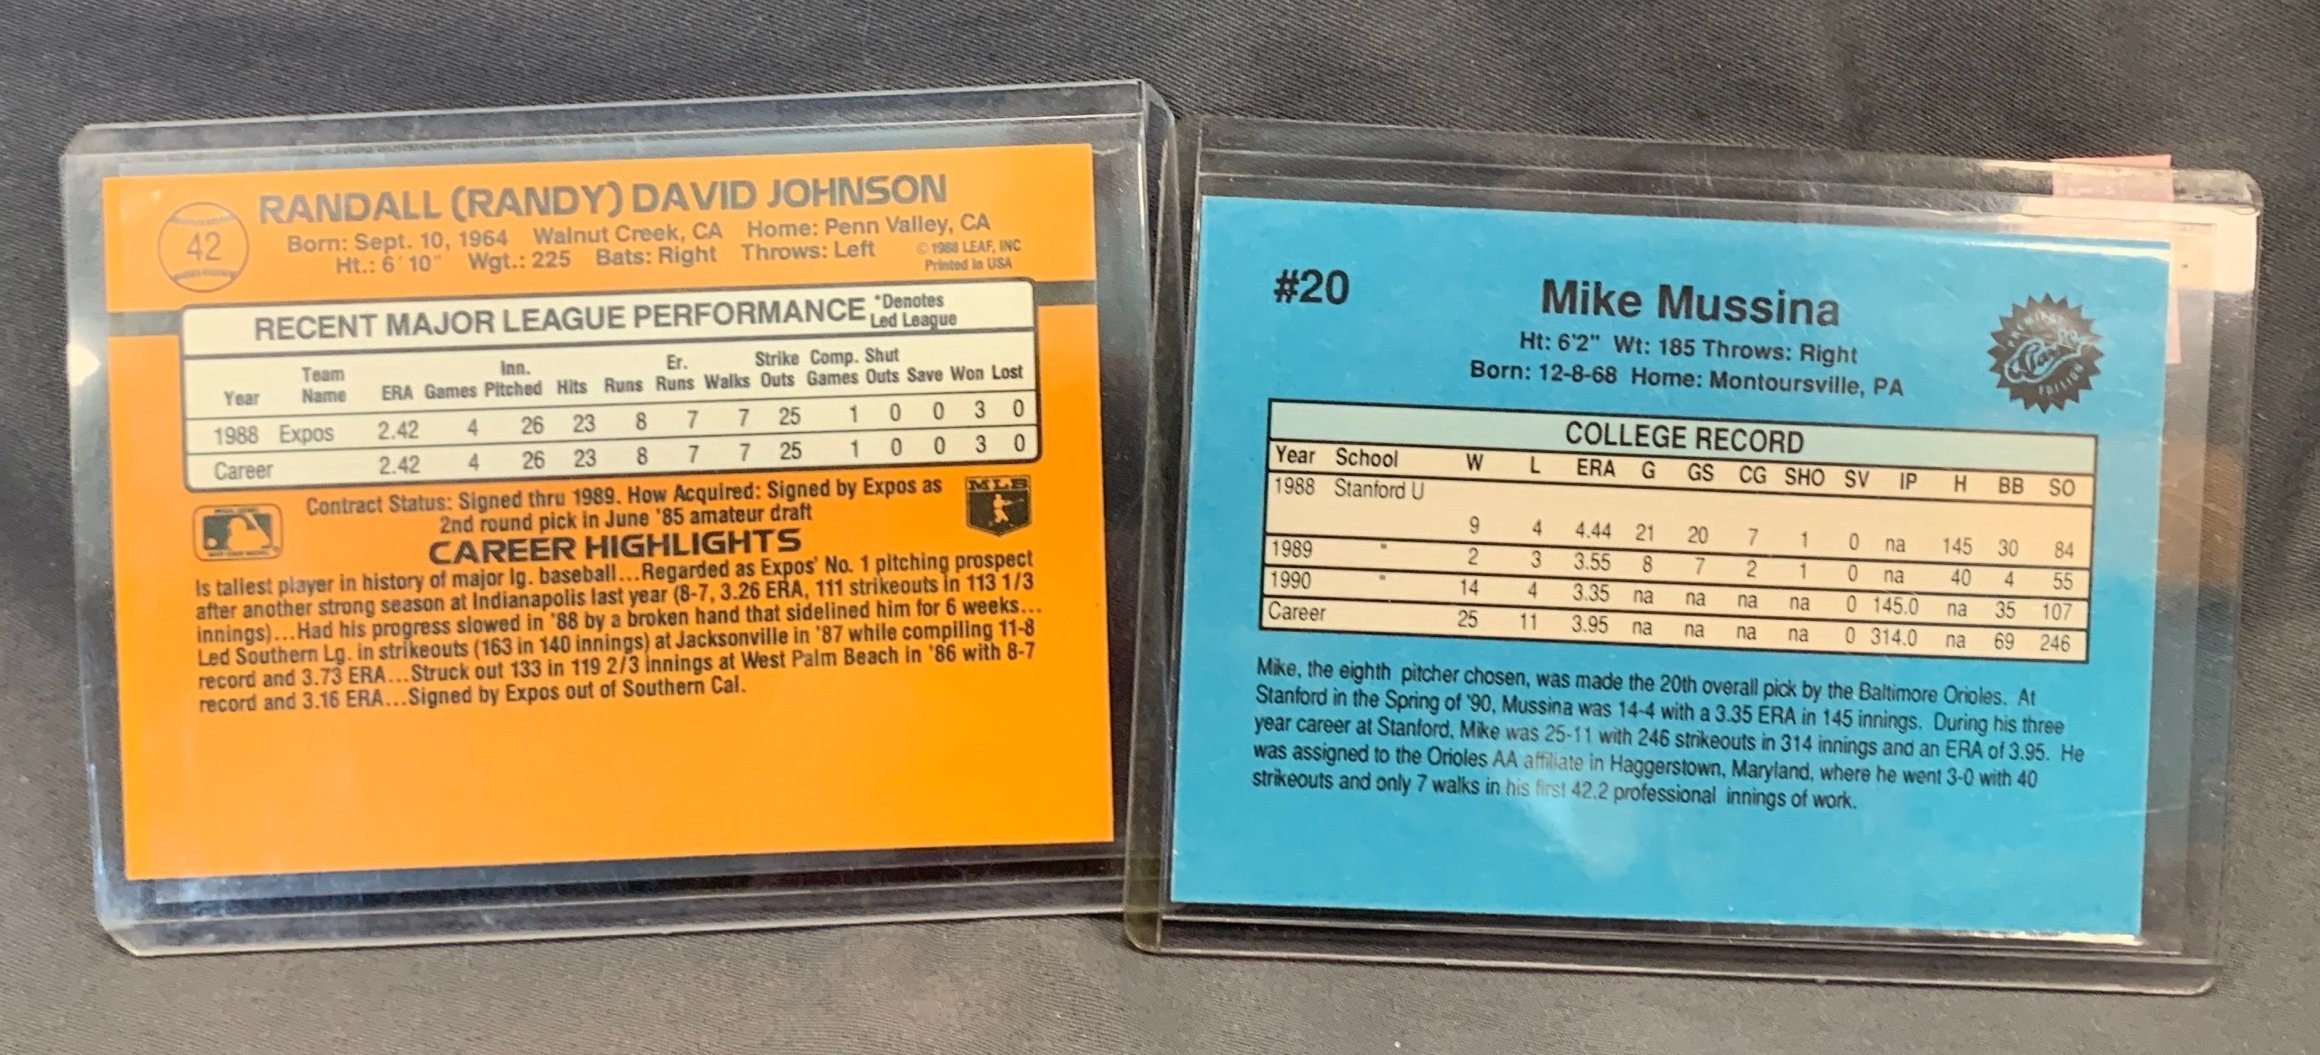 42
RANDALL (RANDY) DAVID JOHNSON
Born: Sept. 10, 1964 Walnut Creek, CA Home: Penn Valley, CA
Ht.: 6' 10" Wgt.: 225 Bats: Right Throws: Left
© 1988 LEAF, INC
Printed in USA
RECENT MAJOR LEAGUE PERFORMANCE *Denotes Led League
Year Team Name ERA Games Inn. Pitched Hits Runs Er. Runs Walks Strike Outs Comp. Games Shut Outs Save Won Lost
1988 Expos 2.42 4 26 23 8 7 7 25 1 0 0 3 0
Career 2.42 4 26 23 8 7 7 25 1 0 0 3 0
Contract Status: Signed thru 1989. How Acquired: Signed by Expos as
2nd round pick in June '85 amateur draft
MLB
CAREER HIGHLIGHTS
Is tallest player in history of major lg. baseball...Regarded as Expos' No. 1 pitching prospect
after another strong season at Indianapolis last year (8-7, 3.26 ERA, 111 strikeouts in 113 1/3
innings)...Had his progress slowed in '88 by a broken hand that sidelined him for 6 weeks...
Led Southern Lg. in strikeouts (163 in 140 innings) at Jacksonville in '87 while compiling 11-8
record and 3.73 ERA...Struck out 133 in 119 2/3 innings at West Palm Beach in '86 with 8-7
record and 3.16 ERA...Signed by Expos out of Southern Cal.
#20
Mike Mussina
Ht: 6'2" Wt: 185 Throws: Right
Born: 12-8-68 Home: Montoursville, PA
EDITION
COLLEGE RECORD
Year School W L ERA G GS CG SHO SV IP H BB SO
1988 Stanford U
9 4 4.44 21 20 7 1 0 na 145 30 84
1989 " 2 3 3.55 8 7 2 1 0 na 40 4 55
1990 " 14 4 3.35 na na na na 0 145.0 na 35 107
Career 25 11 3.95 na na na na 0 314.0 na 69 246
Mike, the eighth pitcher chosen, was made the 20th overall pick by the Baltimore Orioles. At
Stanford in the Spring of '90, Mussina was 14-4 with a 3.35 ERA in 145 innings. During his three
year career at Stanford, Mike was 25-11 with 246 strikeouts in 314 innings and an ERA of 3.95. He
was assigned to the Orioles AA affiliate in Haggerstown, Maryland, where he went 3-0 with 40
strikeouts and only 7 walks in his first 42.2 professional innings of work.